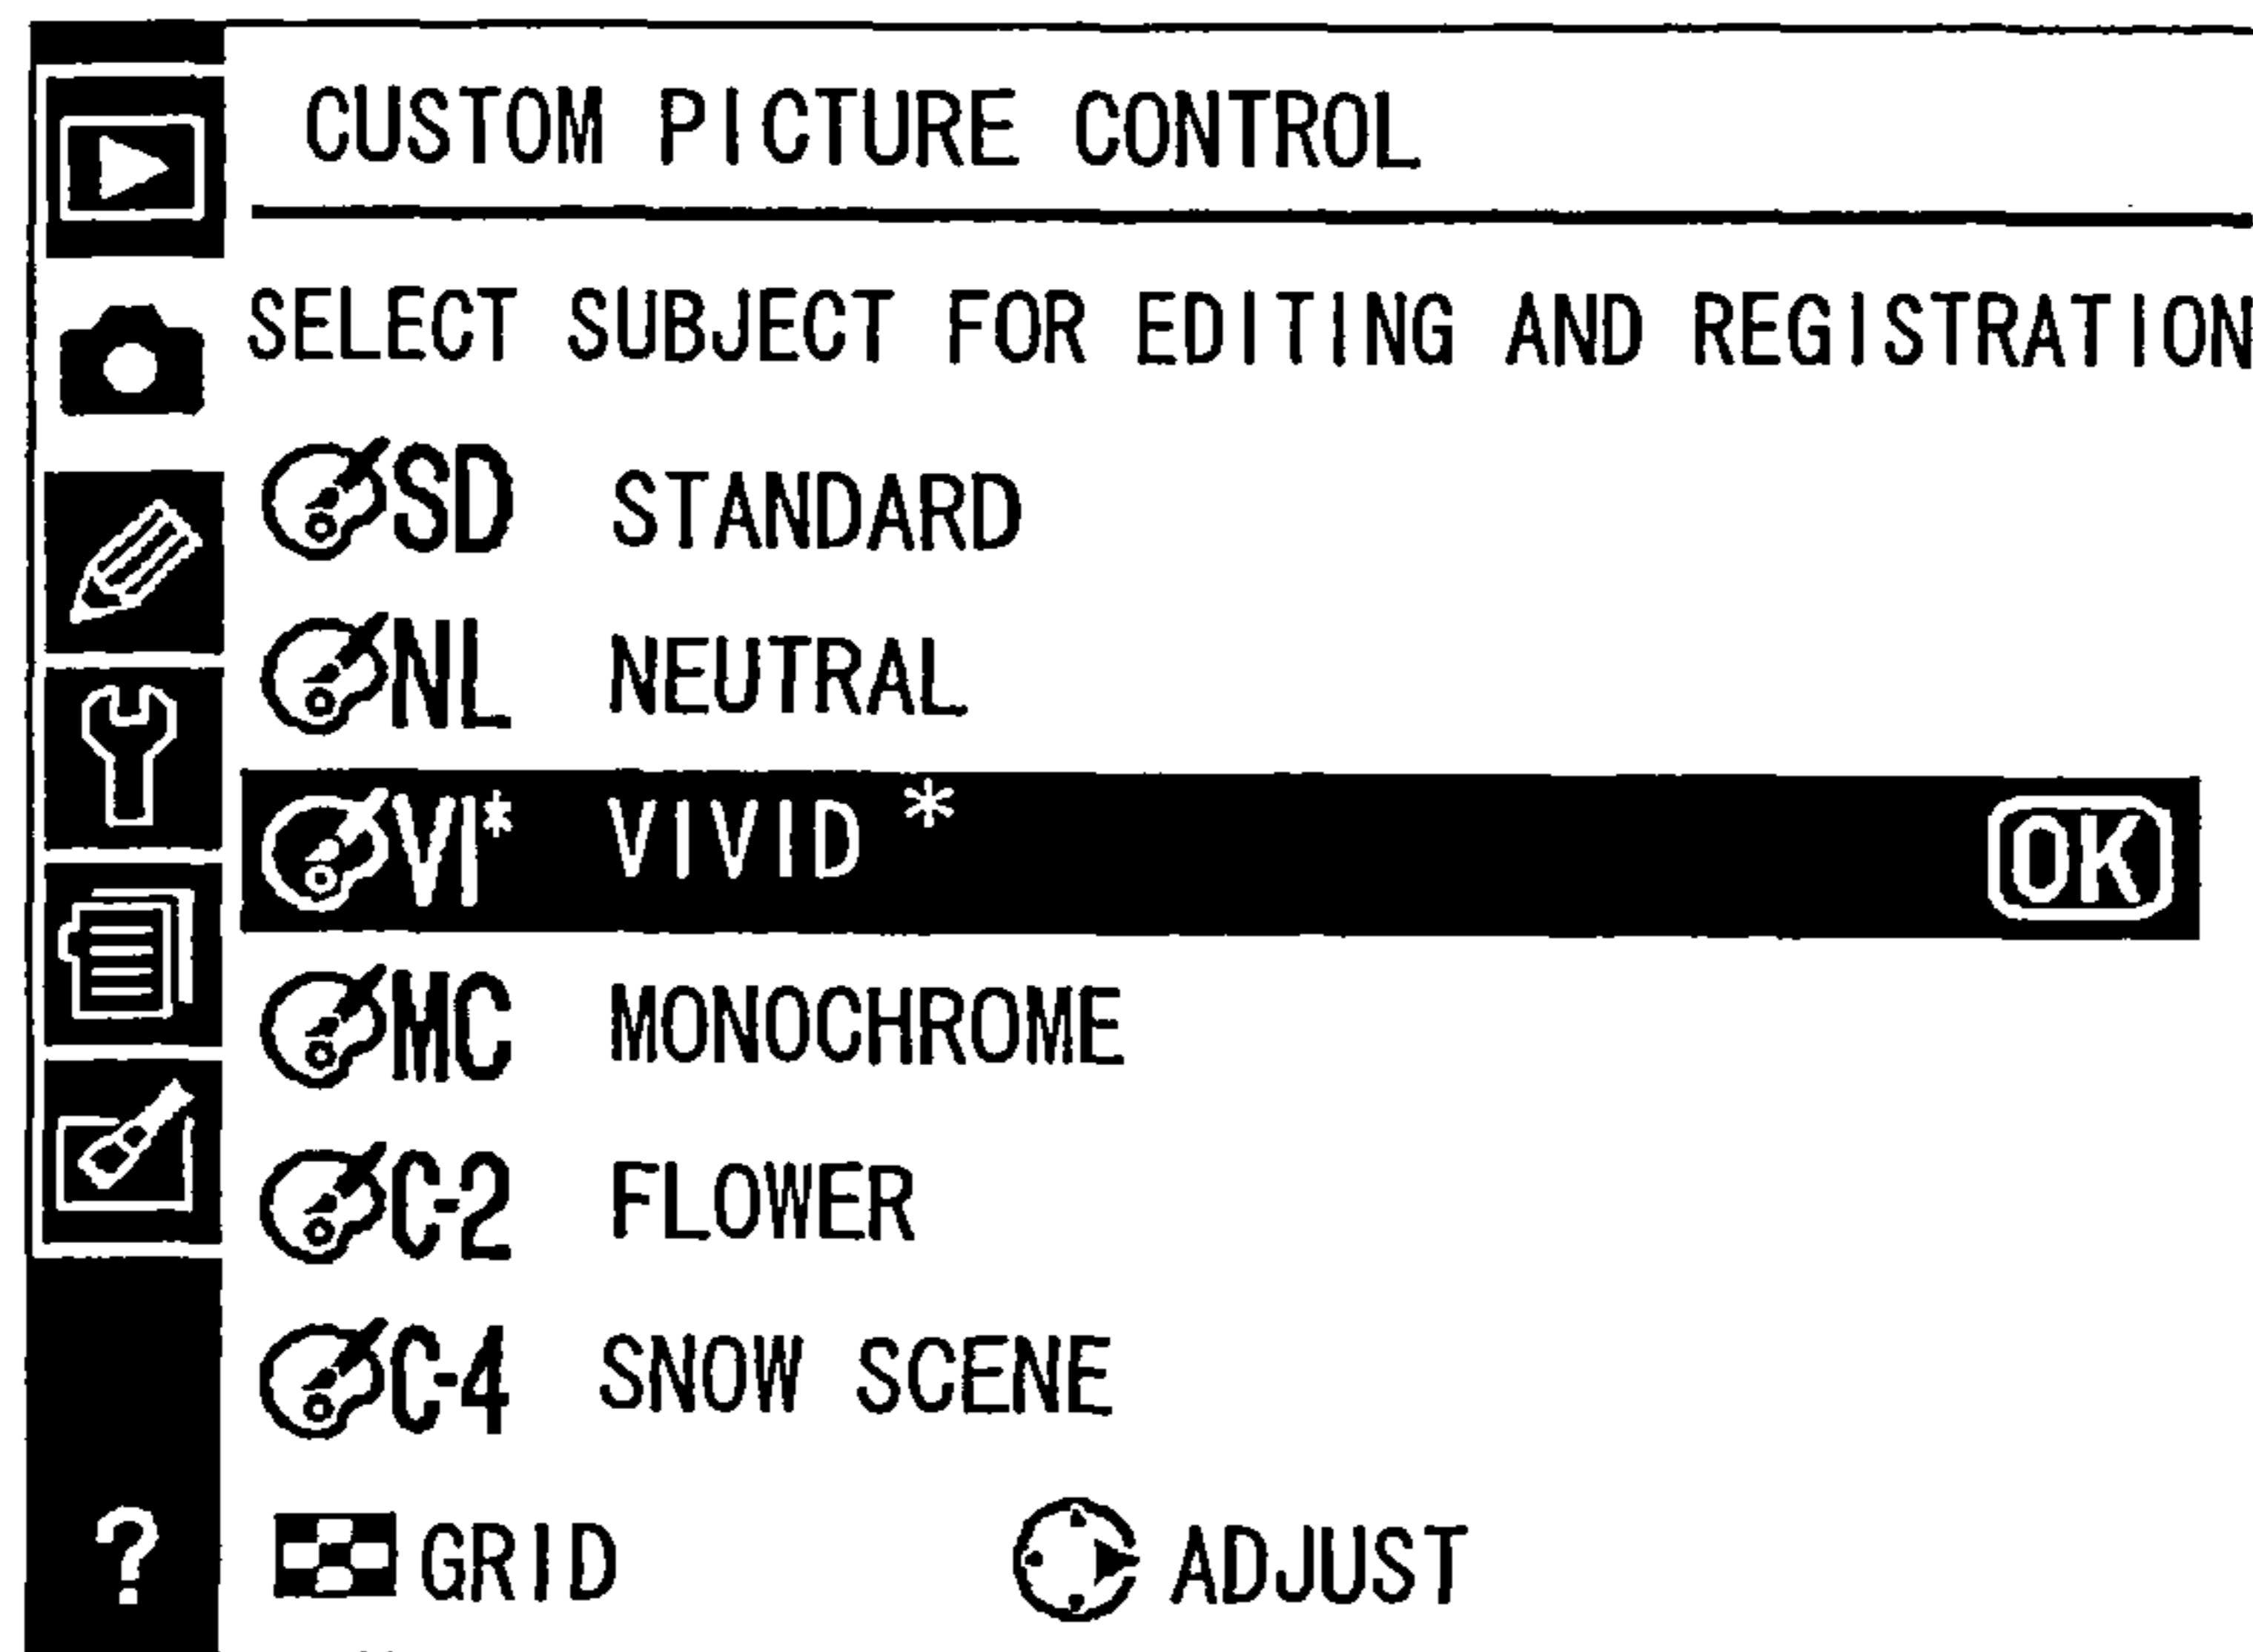 CUSTOM PICTURE CONTROL
SELECT SUBJECT FOR EDITING AND REGISTRATION
SD STANDARD
NL NEUTRAL
VI* VIVID * OK
MC MONOCHROME
C-2 FLOWER
C-4 SNOW SCENE
? GRID ADJUST